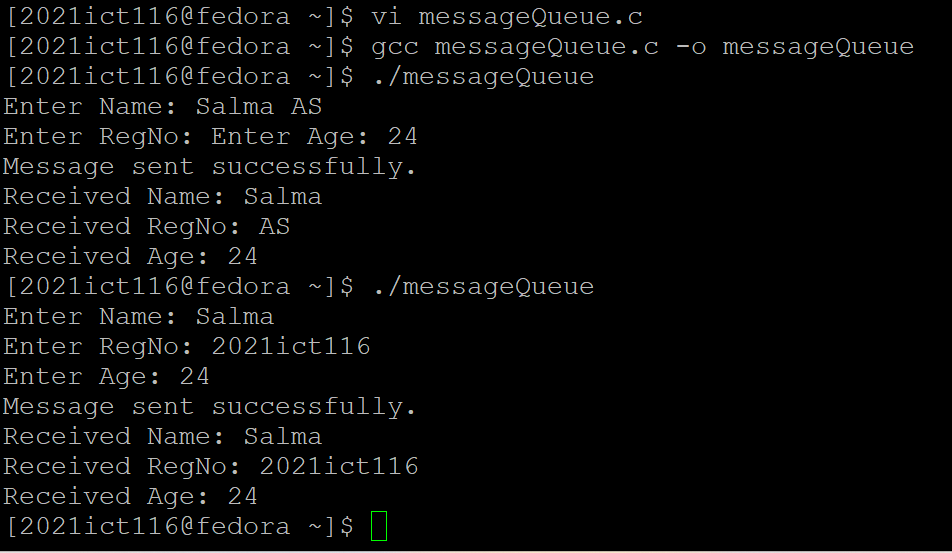 [2021ict116@fedora ~]$ vi messageQueue.c
[2021ict116@fedora ~]$ gcc messageQueue.c -o messageQueue
[2021ict116@fedora ~]$ ./messageQueue
Enter Name: Salma AS
Enter RegNo: Enter Age: 24
Message sent successfully.
Received Name: Salma
Received RegNo: AS
Received Age: 24
[2021ict116@fedora ~]$ ./messageQueue
Enter Name: Salma
Enter RegNo: 2021ict116
Enter Age: 24
Message sent successfully.
Received Name: Salma
Received RegNo: 2021ict116
Received Age: 24
[2021ict116@fedora ~]$